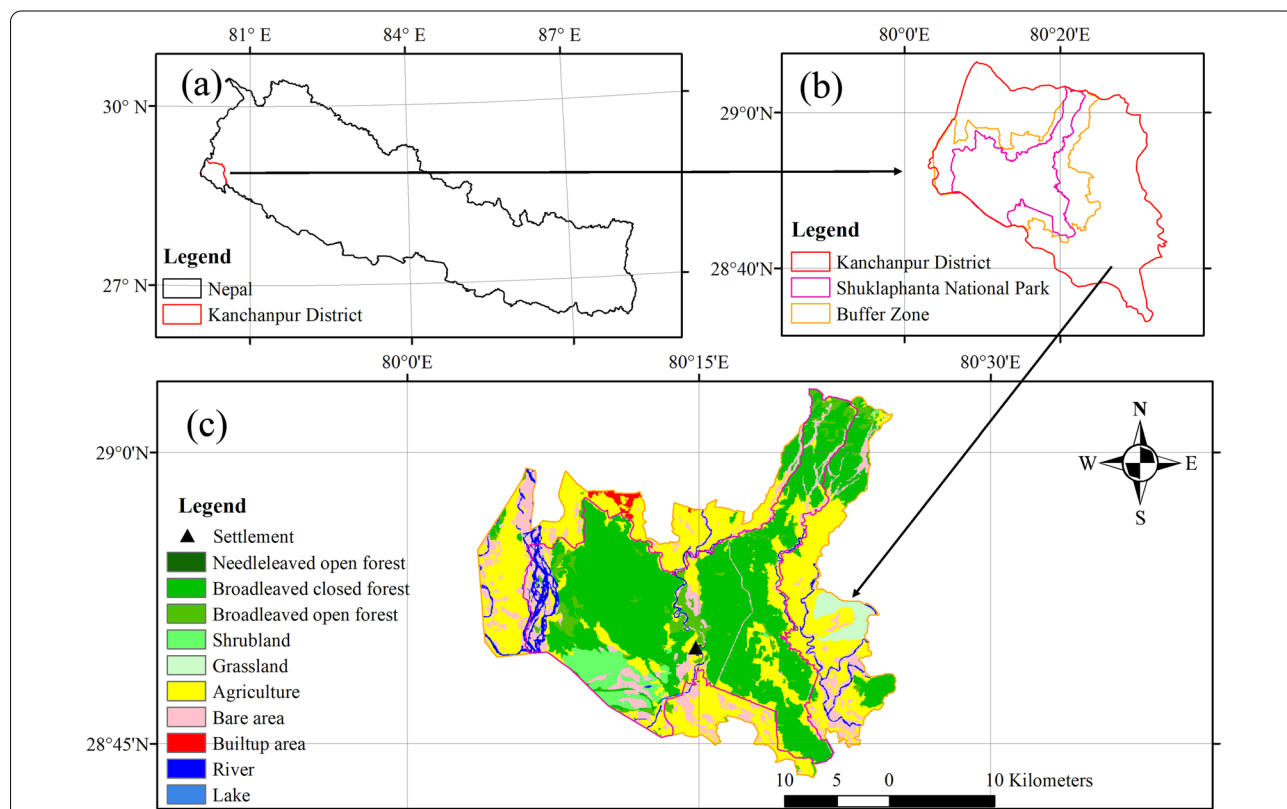 81° E
84° E
87° E
(a)
30° N
27° N
Legend
Nepal
Kanchanpur District
80°0'E
80°20'E
(b)
29°0'N
28°40'N
Legend
Kanchanpur District
Shuklaphanta National Park
Buffer Zone
80°0'E
80°15'E
80°30'E
(c)
29°0'N
28°45'N
N
W
E
S
Legend
Settlement
Needleleaved open forest
Broadleaved closed forest
Broadleaved open forest
Shrubland
Grassland
Agriculture
Bare area
Builtup area
River
Lake
10 5 0 10 Kilometers